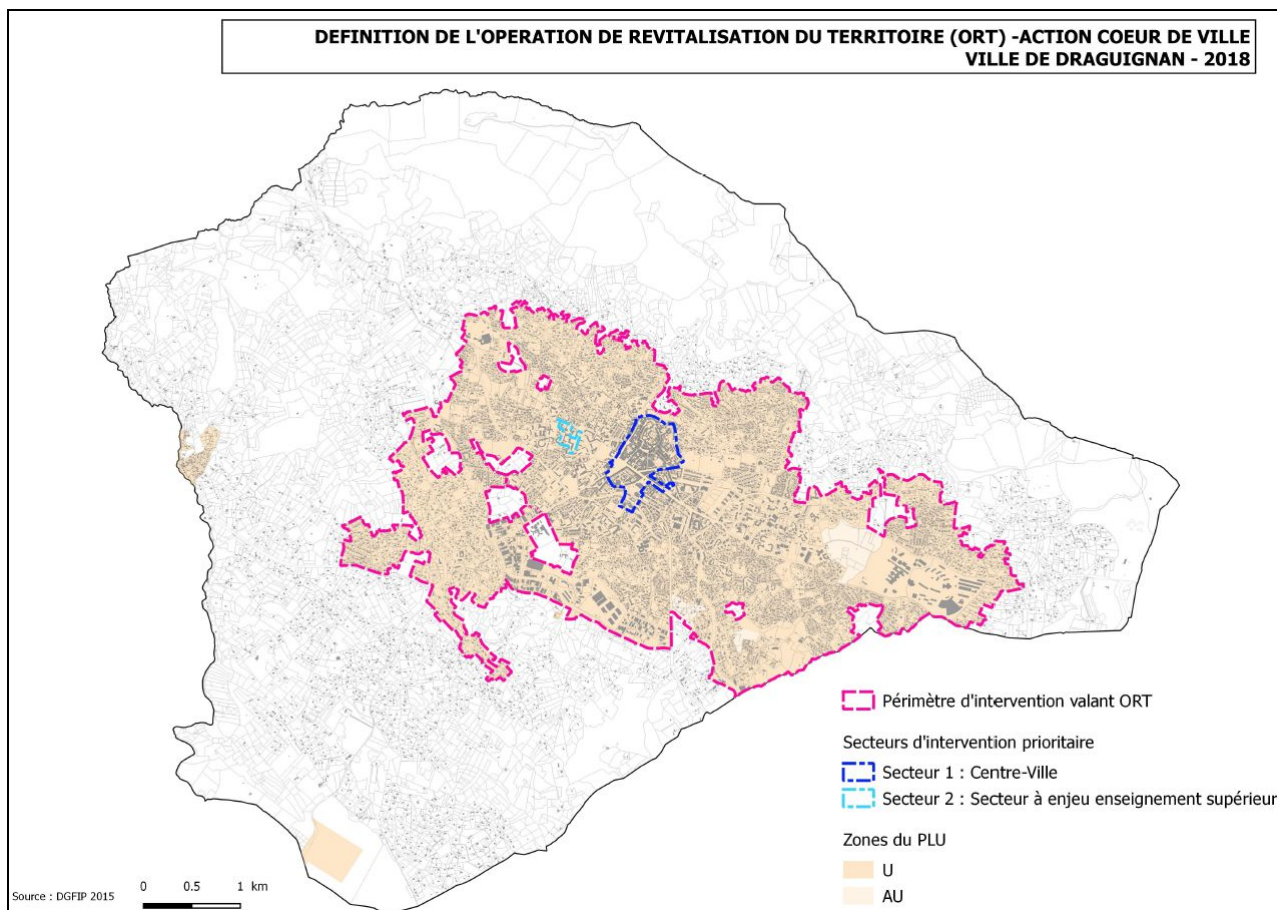 DEFINITION DE L'OPERATION DE REVITALISATION DU TERRITOIRE (ORT) -ACTION COEUR DE VILLE
VILLE DE DRAGUIGNAN - 2018
Périmètre d'intervention valant ORT
Secteurs d'intervention prioritaire
Secteur 1 : Centre-Ville
Secteur 2 : Secteur à enjeu enseignement supérieur
Zones du PLU
U
AU
0 0.5 1 km
Source : DGFIP 2015